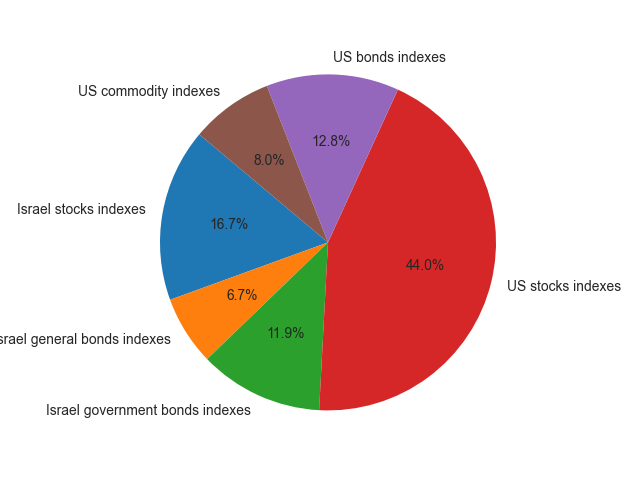 US bonds indexes
US commodity indexes
12.8%
8.0%
Israel stocks indexes
16.7%
44.0%
US stocks indexes
6.7%
srael general bonds indexes
11.9%
Israel government bonds indexes